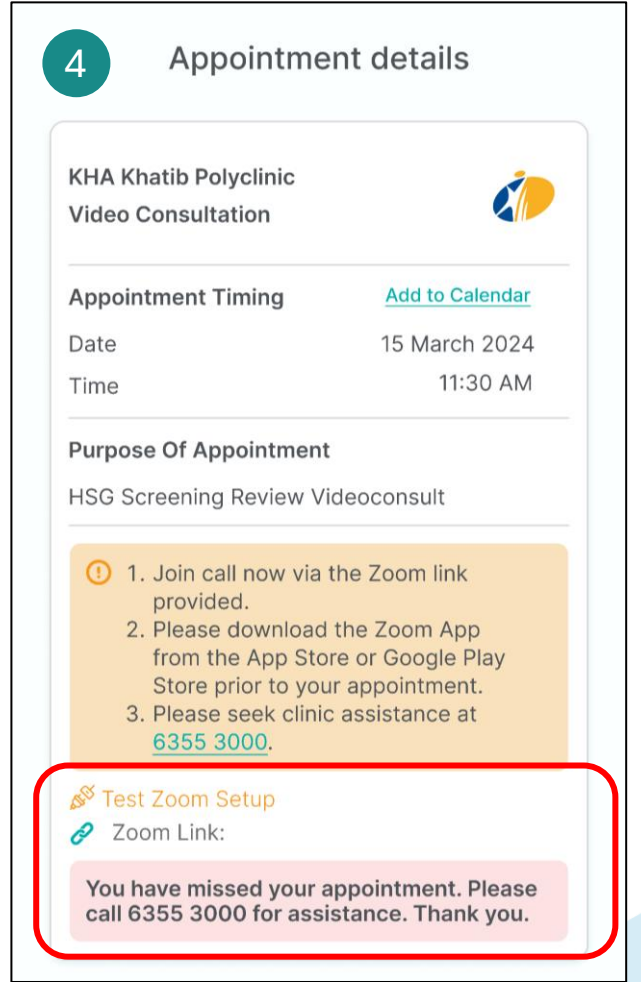 4
Appointment details
KHA Khatib Polyclinic
Video Consultation
Appointment Timing Add to Calendar
Date 15 March 2024
Time 11:30 AM
Purpose Of Appointment
HSG Screening Review Videoconsult
1. Join call now via the Zoom link
provided.
2. Please download the Zoom App
from the App Store or Google Play
Store prior to your appointment.
3. Please seek clinic assistance at
6355 3000.
Test Zoom Setup
Zoom Link:
You have missed your appointment. Please
call 6355 3000 for assistance. Thank you.